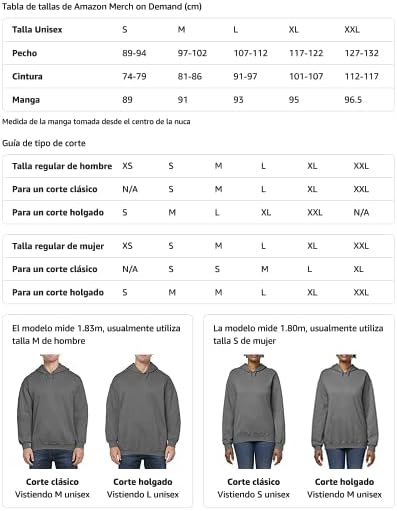 Tabla de tallas de Amazon Merch on Demand (cm)
Talla Unisex S M L XL XXL
Pecho 89-94 97-102 107-112 117-122 127-132
Cintura 74-79 81-86 91-97 101-107 112-117
Manga 89 91 93 95 96.5
Medida de la manga tomada desde el centro de la nuca
Guía de tipo de corte
Talla regular de hombre XS S M L XL XXL
Para un corte clásico N/A S M L XL XXL
Para un corte holgado S M L XL XXL N/A
Talla regular de mujer XS S M L XL XXL
Para un corte clásico N/A S S M L XL
Para un corte holgado S M M L XL XXL
El modelo mide 1.83m, usualmente utiliza
talla M de hombre
La modelo mide 1.80m, usualmente utiliza
talla S de mujer
Corte clásico Corte holgado Corte clásico Corte holgado
Vistiendo M unisex Vistiendo L unisex Vistiendo S unisex Vistiendo M unisex